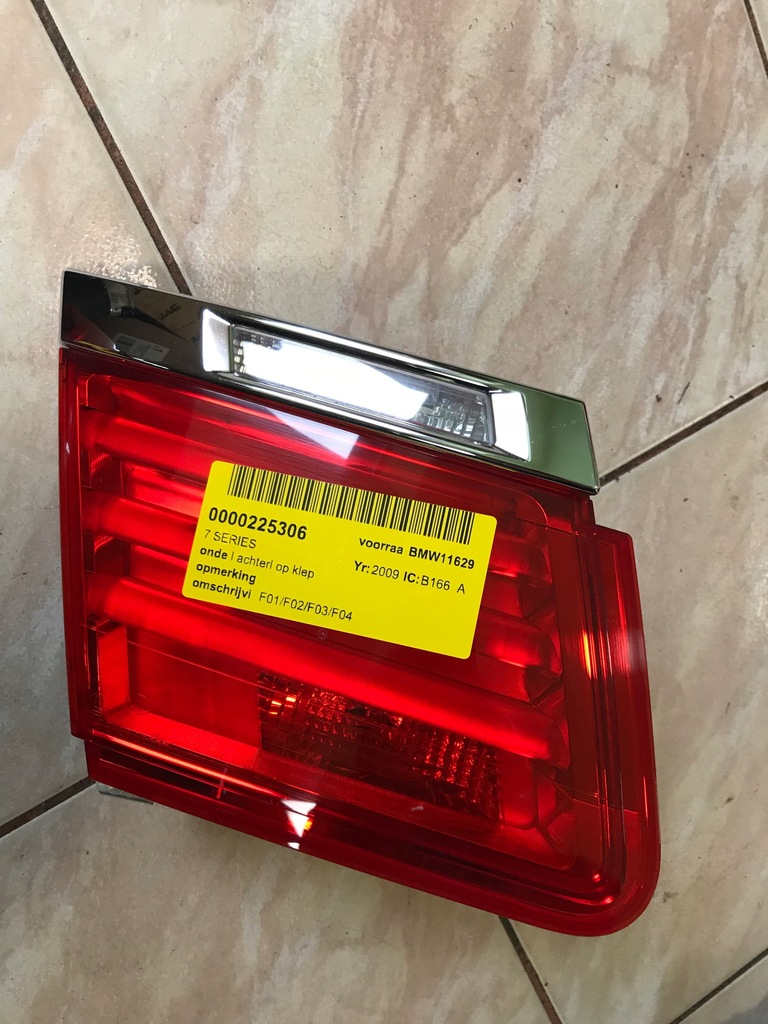 0000225306 voorraa BMW11629
7 SERIES Yr: 2009 IC: B166 A
onde l achterl op klep
opmerking
omschrijvi F01/F02/F03/F04